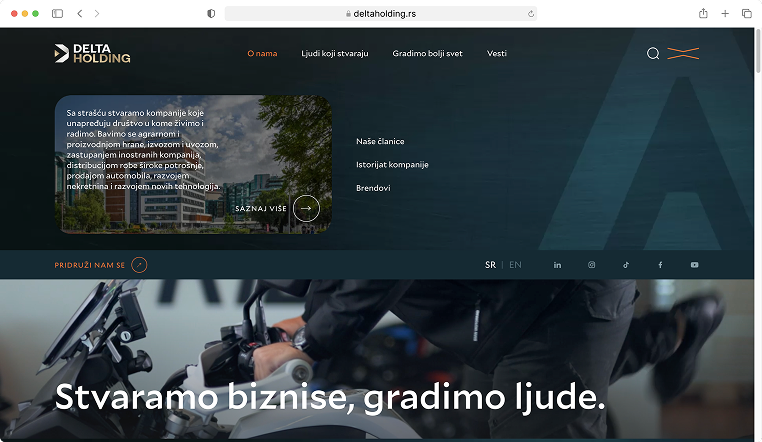 deltaholding.rs
DELTA
HOLDING
O nama
Ljudi koji stvaraju
Gradimo bolji svet
Vesti
Sa strašću stvaramo kompanije koje
unapređuju društvo u kome živimo i
radimo. Bavimo se agrarnom i
proizvodnjom hrane, izvozom i uvozom,
zastupanjem inostranih kompanija,
distribucijom robe široke potrošnje,
prodajom automobila, razvojem
nekretnina i razvojem novih tehnologija.
SAZNAJ VIŠE
Naše članice
Istorijat kompanije
Brendovi
PRIDRUŽI NAM SE
SR | EN
Stvaramo biznise, gradimo ljude.